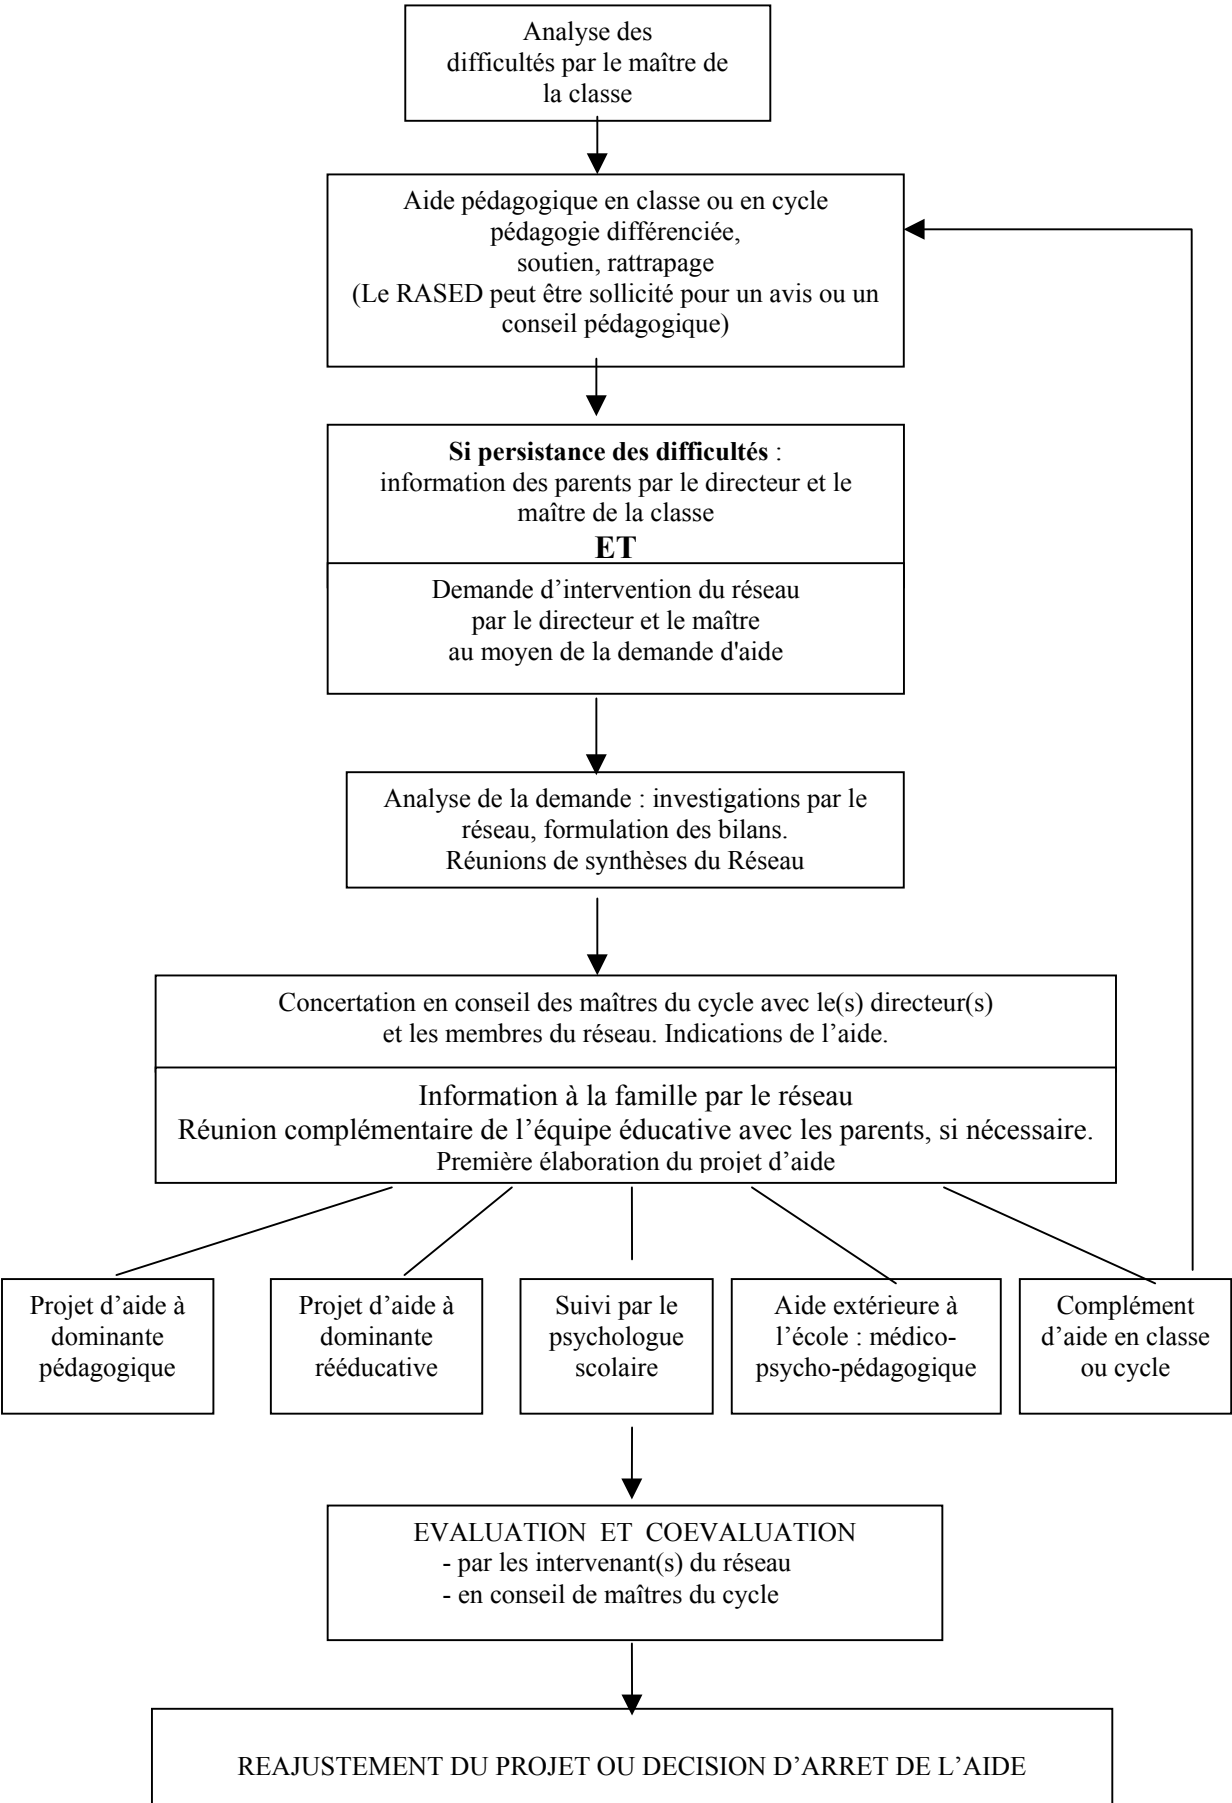 Analyse des
difficultés par le maître de
la classe
Aide pédagogique en classe ou en cycle
pédagogie différenciée,
soutien, rattrapage
(Le RASED peut être sollicité pour un avis ou un
conseil pédagogique)
Si persistance des difficultés :
information des parents par le directeur et le
maître de la classe
ET
Demande d’intervention du réseau
par le directeur et le maître
au moyen de la demande d'aide
Analyse de la demande : investigations par le
réseau, formulation des bilans.
Réunions de synthèses du Réseau
Concertation en conseil des maîtres du cycle avec le(s) directeur(s)
et les membres du réseau. Indications de l’aide.
Information à la famille par le réseau
Réunion complémentaire de l’équipe éducative avec les parents, si nécessaire.
Première élaboration du projet d’aide
Projet d’aide à
dominante
pédagogique
Projet d’aide à
dominante
rééducative
Suivi par le
psychologue
scolaire
Aide extérieure à
l’école : médico-
psycho-pédagogique
Complément
d’aide en classe
ou cycle
EVALUATION ET COEVALUATION
- par les intervenant(s) du réseau
- en conseil de maîtres du cycle
REAJUSTEMENT DU PROJET OU DECISION D’ARRET DE L’AIDE